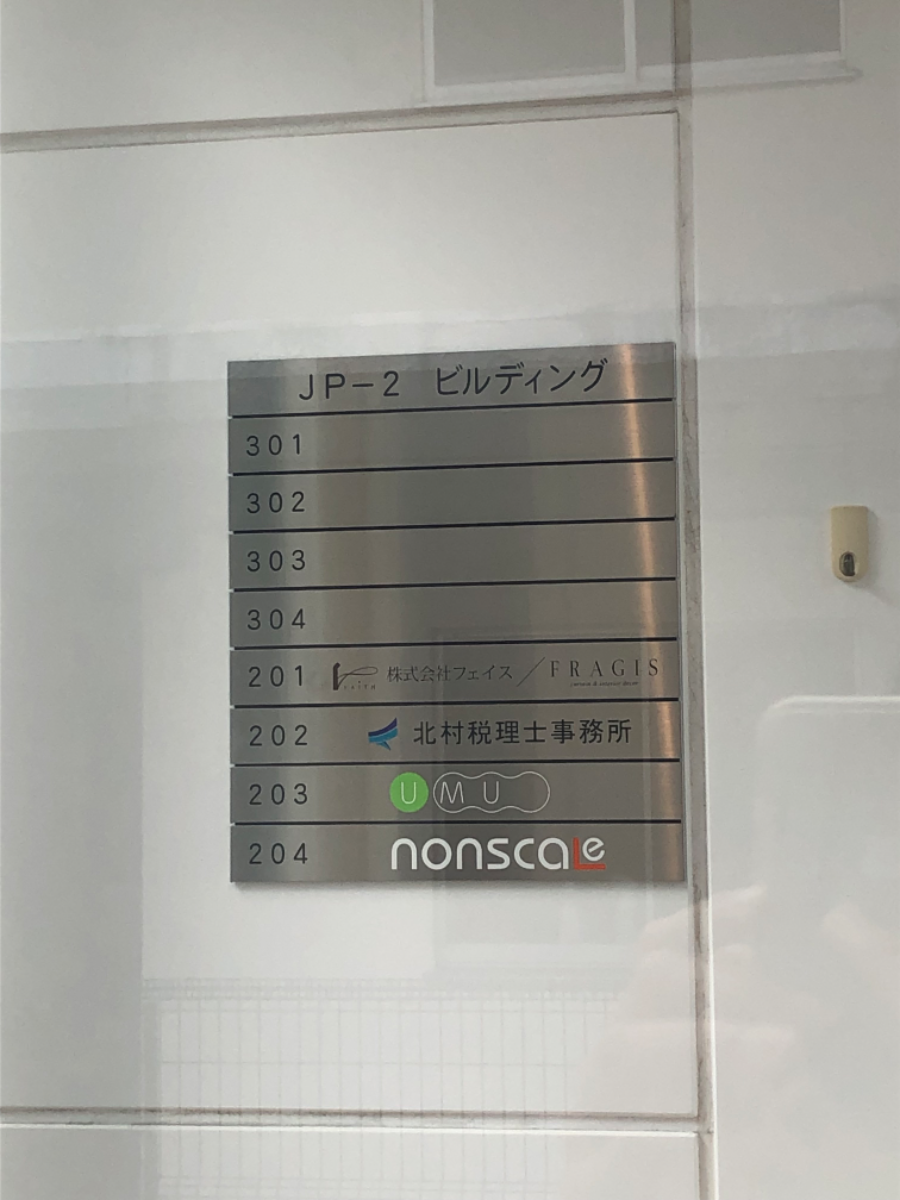 JP-2 ビルディング
301
302
303
304
201 FAITH 株式会社フェイス／FRAGIS
202 北村税理士事務所
203 UMU
204 nonscale